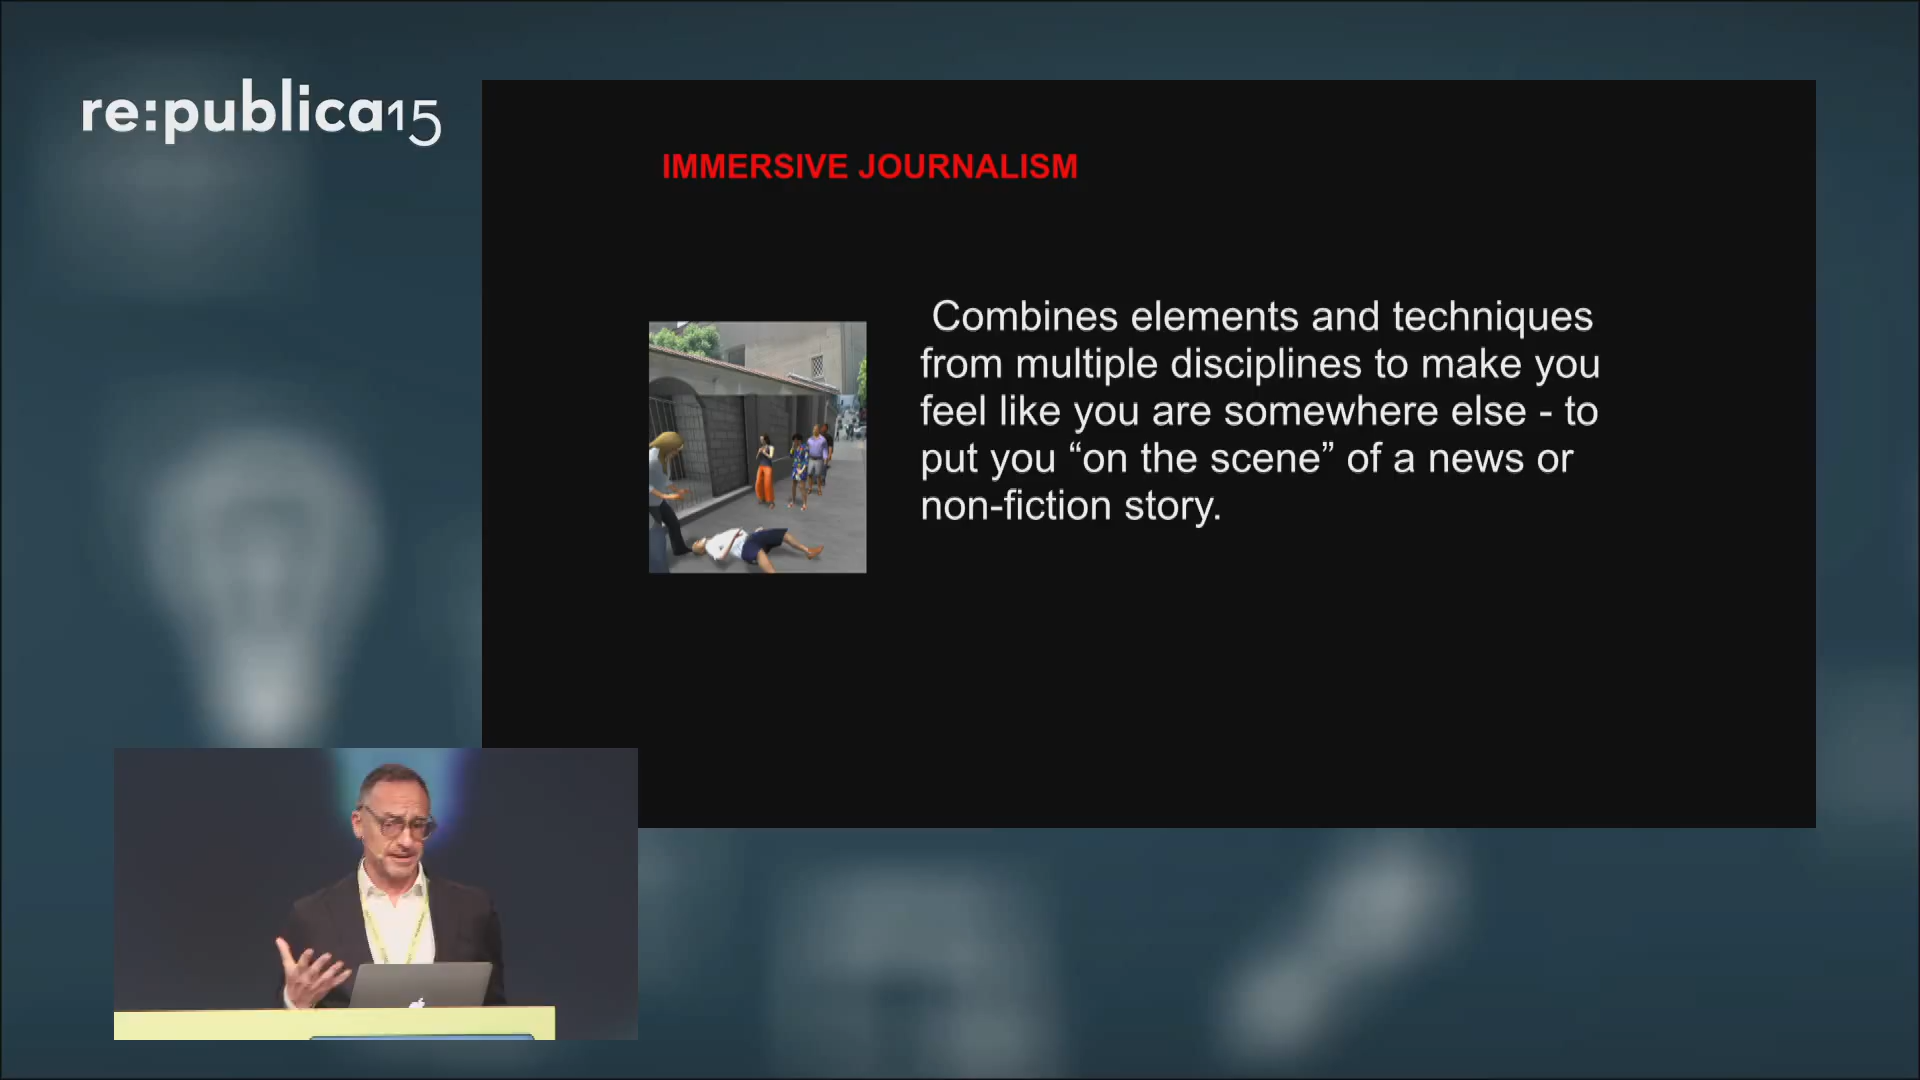 re:publica15
IMMERSIVE JOURNALISM
Combines elements and techniques
from multiple disciplines to make you
feel like you are somewhere else - to
put you “on the scene” of a news or
non-fiction story.